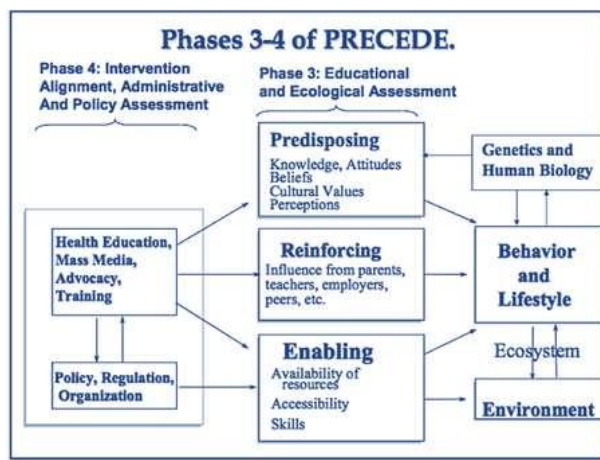 Phases 3-4 of PRECEDE.
Phase 4: Intervention
Alignment, Administrative
And Policy Assessment
Phase 3: Educational
and Ecological Assessment
Predisposing
Knowledge, Attitudes
Beliefs
Cultural Values
Perceptions
Genetics and
Human Biology
Health Education,
Mass Media,
Advocacy,
Training
Reinforcing
Influence from parents,
teachers, employers,
peers, etc.
Behavior
and
Lifestyle
Policy, Regulation,
Organization
Enabling
Availability of
resources
Accessibility
Skills
Ecosystem
Environment